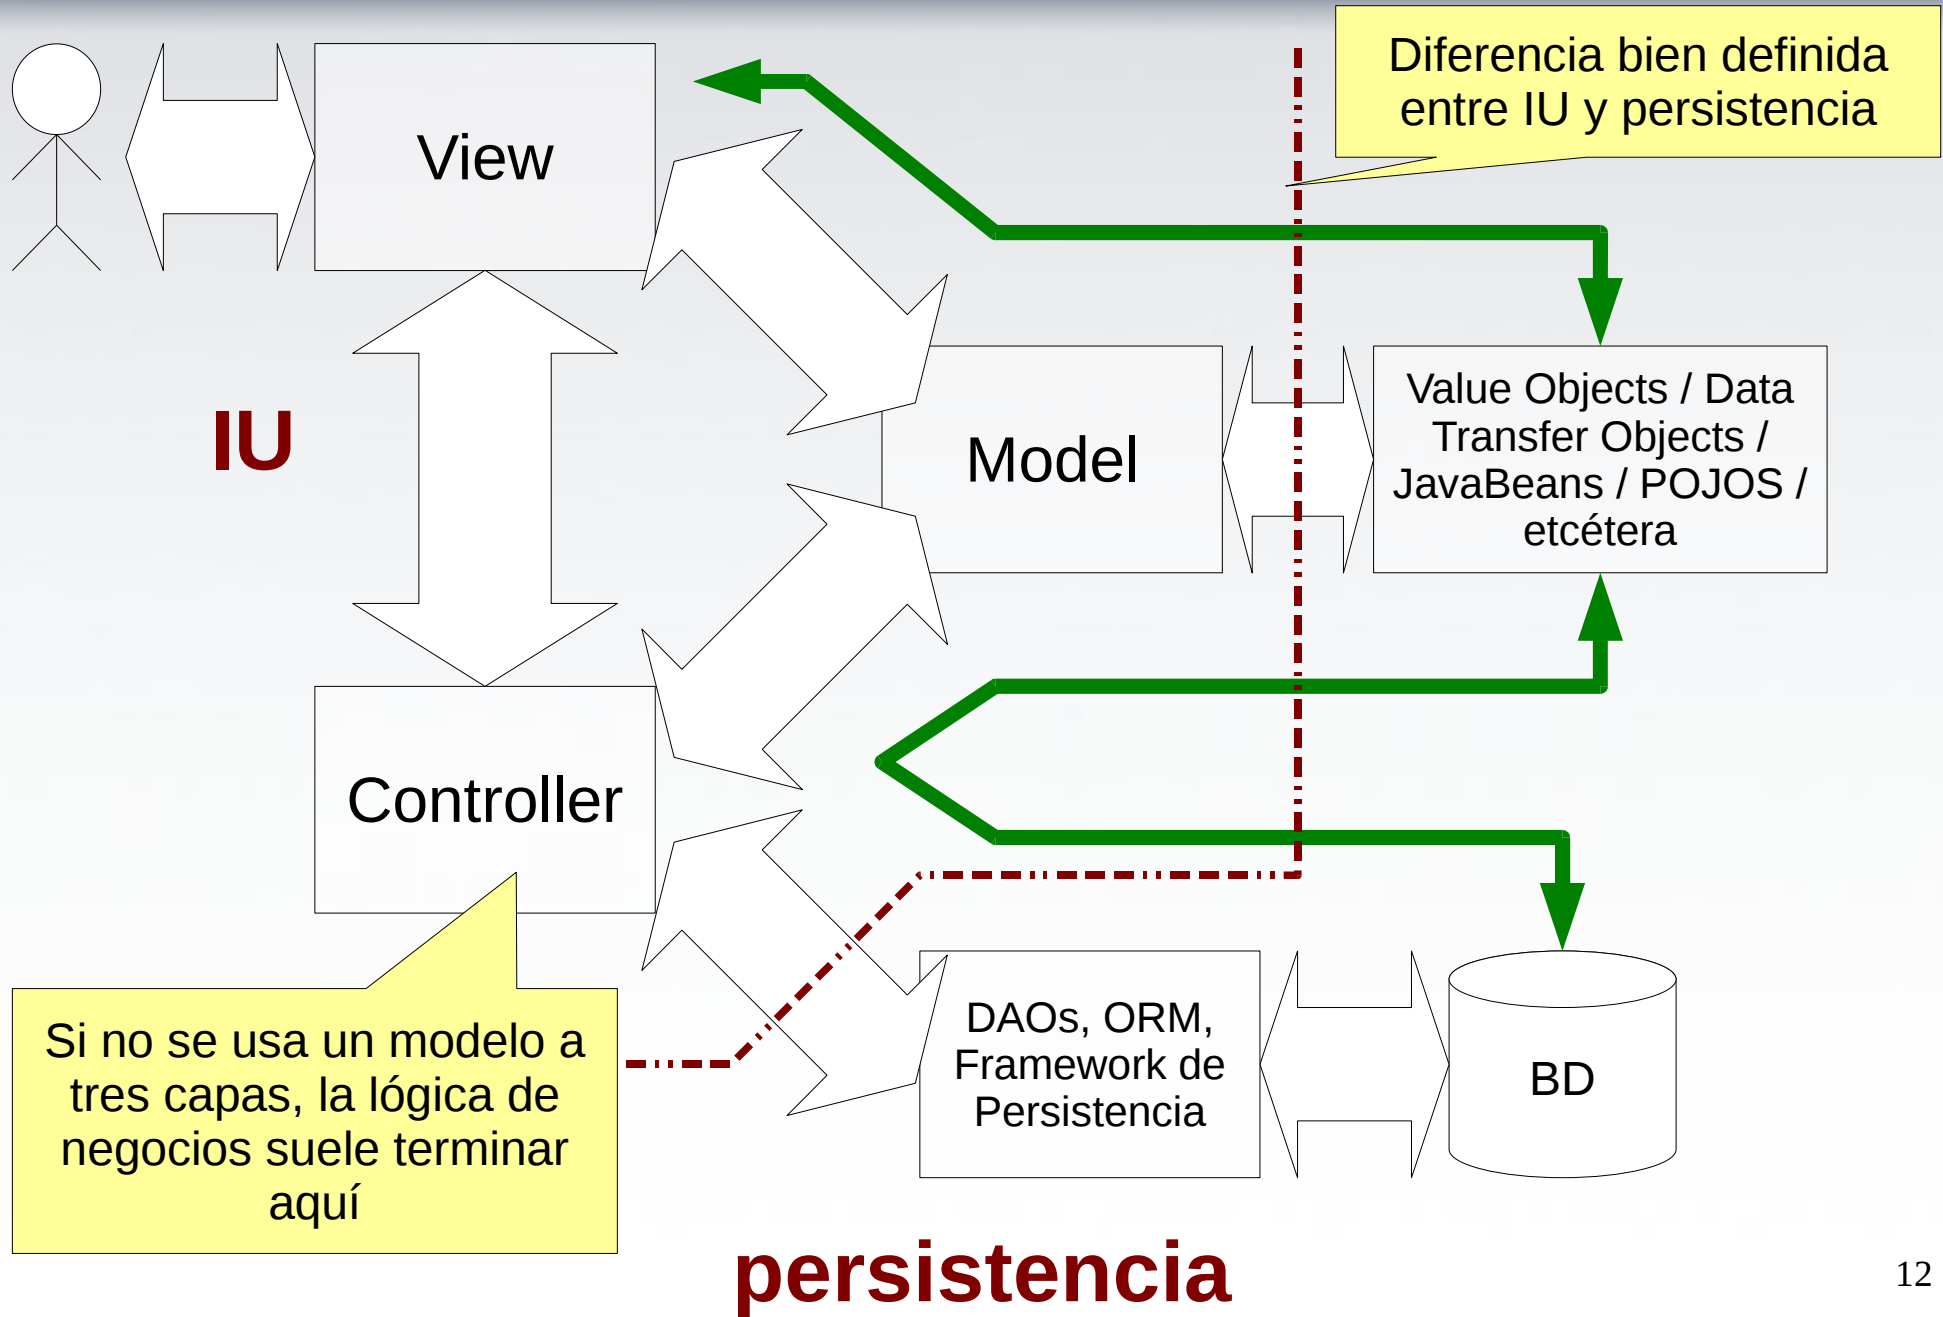 Diferencia bien definida
entre IU y persistencia
View
IU
Model
Value Objects / Data
Transfer Objects /
JavaBeans / POJOS /
etcétera
Controller
Si no se usa un modelo a
tres capas, la lógica de
negocios suele terminar
aquí
DAOs, ORM,
Framework de
Persistencia
BD
persistencia
12